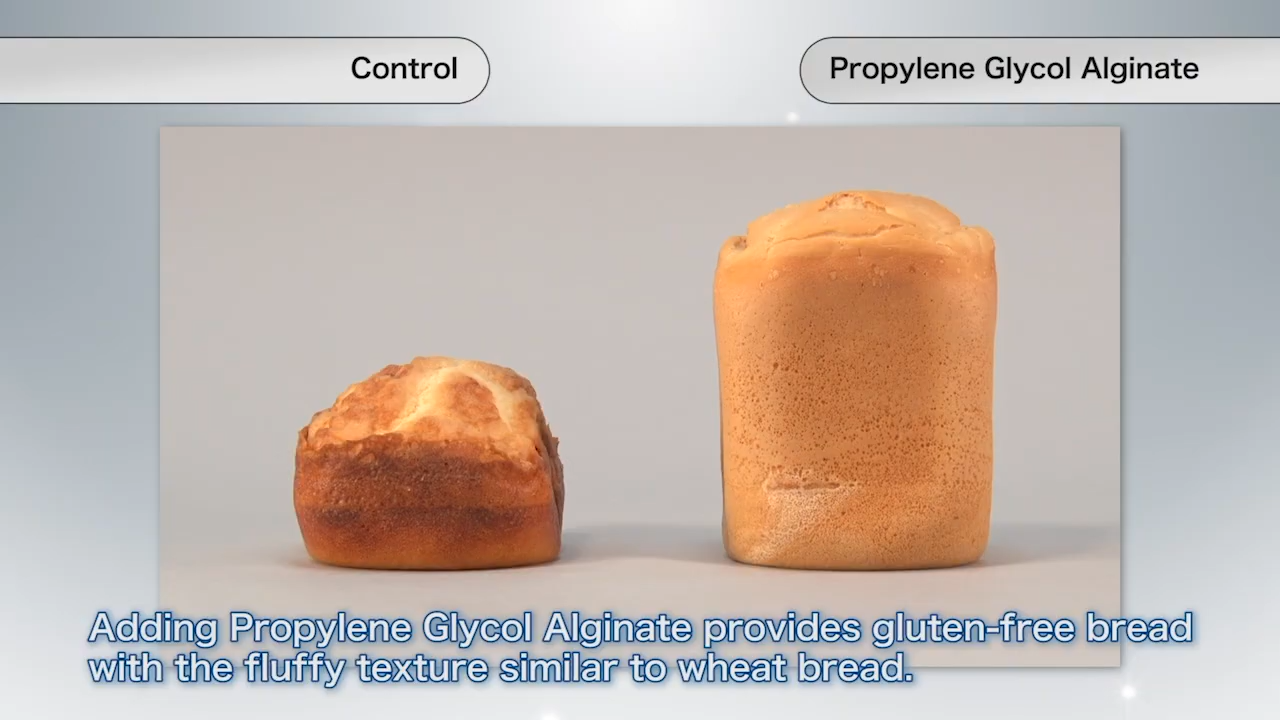 Control
Propylene Glycol Alginate
Adding Propylene Glycol Alginate provides gluten-free bread
with the fluffy texture similar to wheat bread.